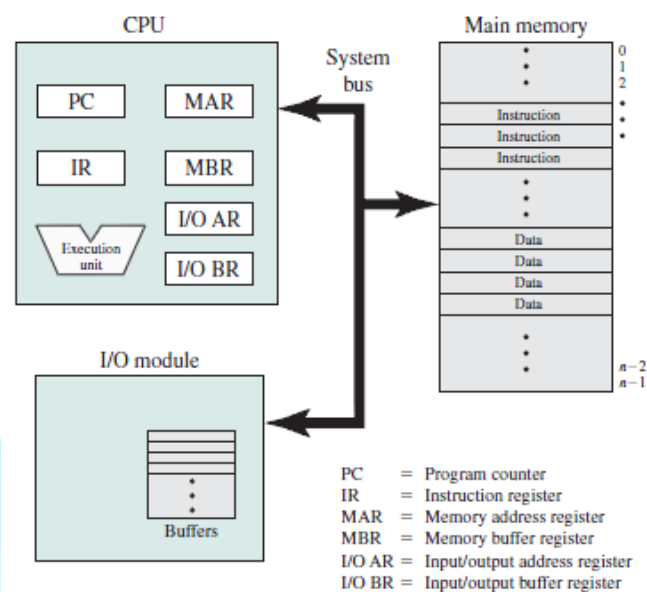 CPU
System
bus
Main memory
PC
MAR
IR
MBR
I/O AR
I/O BR
Execution
unit
0
1
2
Instruction
Instruction
Instruction
Data
Data
Data
Data
n−2
n−1
I/O module
Buffers
PC = Program counter
IR = Instruction register
MAR = Memory address register
MBR = Memory buffer register
I/O AR = Input/output address register
I/O BR = Input/output buffer register